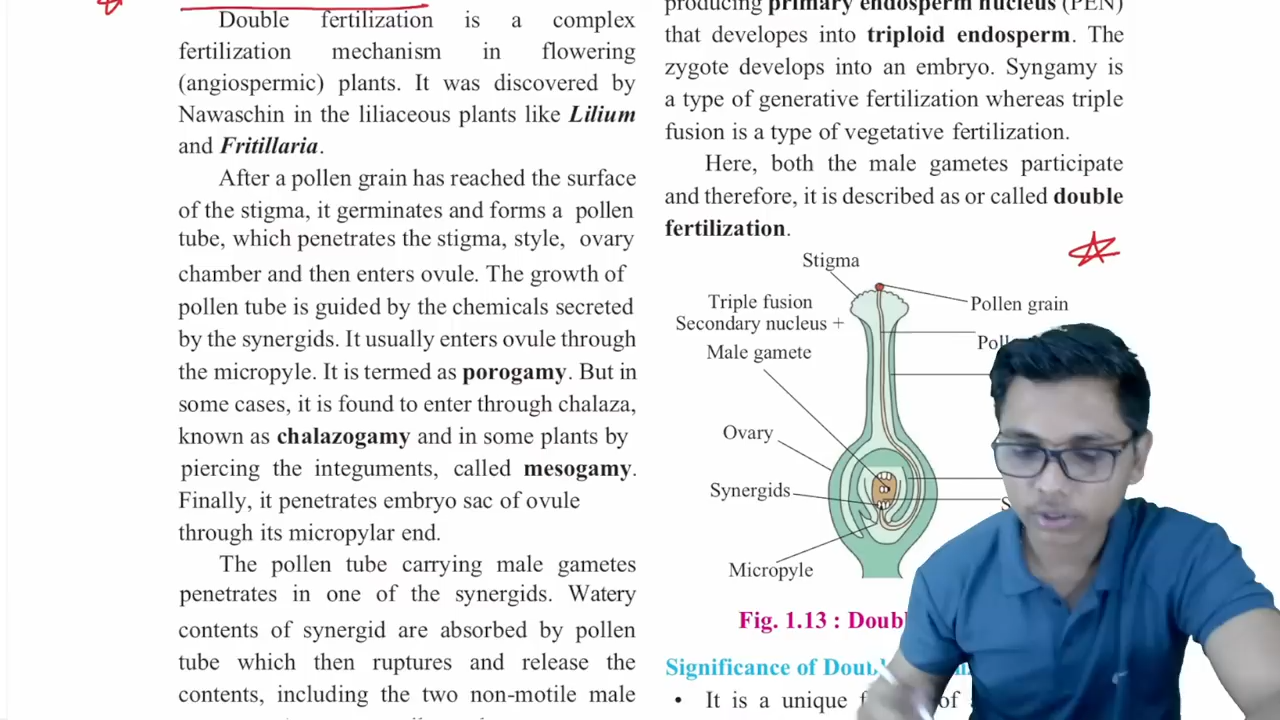 Double fertilization is a complex
fertilization mechanism in flowering
(angiospermic) plants. It was discovered by
Nawaschin in the liliaceous plants like Lilium
and Fritillaria.
After a pollen grain has reached the surface
of the stigma, it germinates and forms a pollen
tube, which penetrates the stigma, style, ovary
chamber and then enters ovule. The growth of
pollen tube is guided by the chemicals secreted
by the synergids. It usually enters ovule through
the micropyle. It is termed as porogamy. But in
some cases, it is found to enter through chalaza,
known as chalazogamy and in some plants by
piercing the integuments, called mesogamy.
Finally, it penetrates embryo sac of ovule
through its micropylar end.
The pollen tube carrying male gametes
penetrates in one of the synergids. Watery
contents of synergid are absorbed by pollen
tube which then ruptures and release the
contents, including the two non-motile male
producing primary endosperm nucleus (PEN)
that developes into triploid endosperm. The
zygote develops into an embryo. Syngamy is
a type of generative fertilization whereas triple
fusion is a type of vegetative fertilization.
Here, both the male gametes participate
and therefore, it is described as or called double
fertilization.
Stigma
Pollen grain
Triple fusion
Secondary nucleus +
Male gamete
Ovary
Synergids
Micropyle
Fig. 1.13 :
Significance of
• It is a unique of